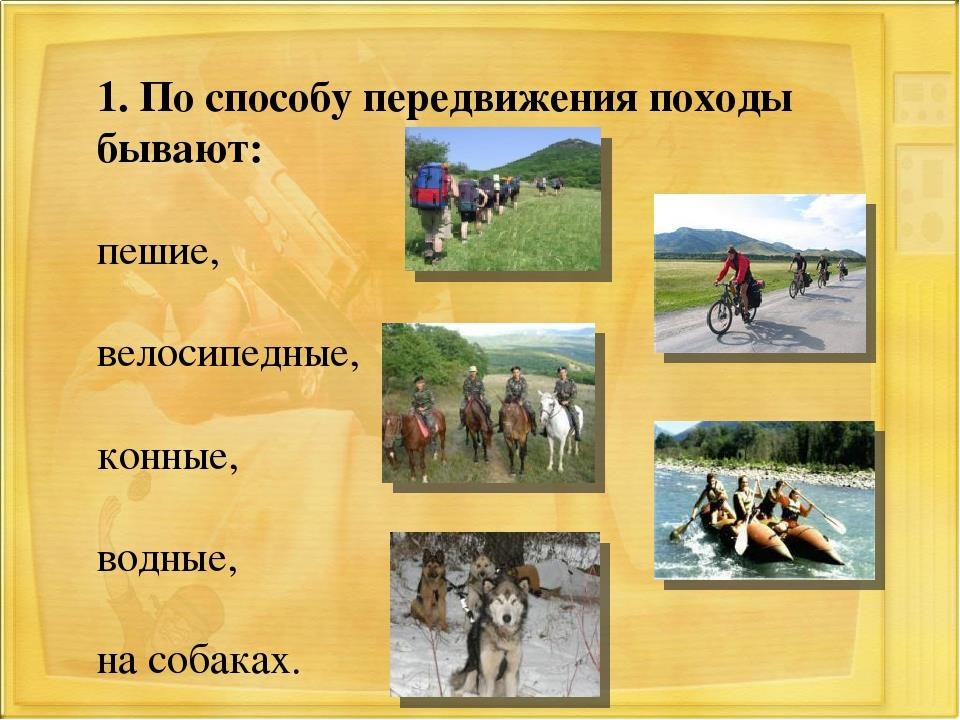 1. По способу передвижения походы
бывают:
пешие,
велосипедные,
конные,
водные,
на собаках.